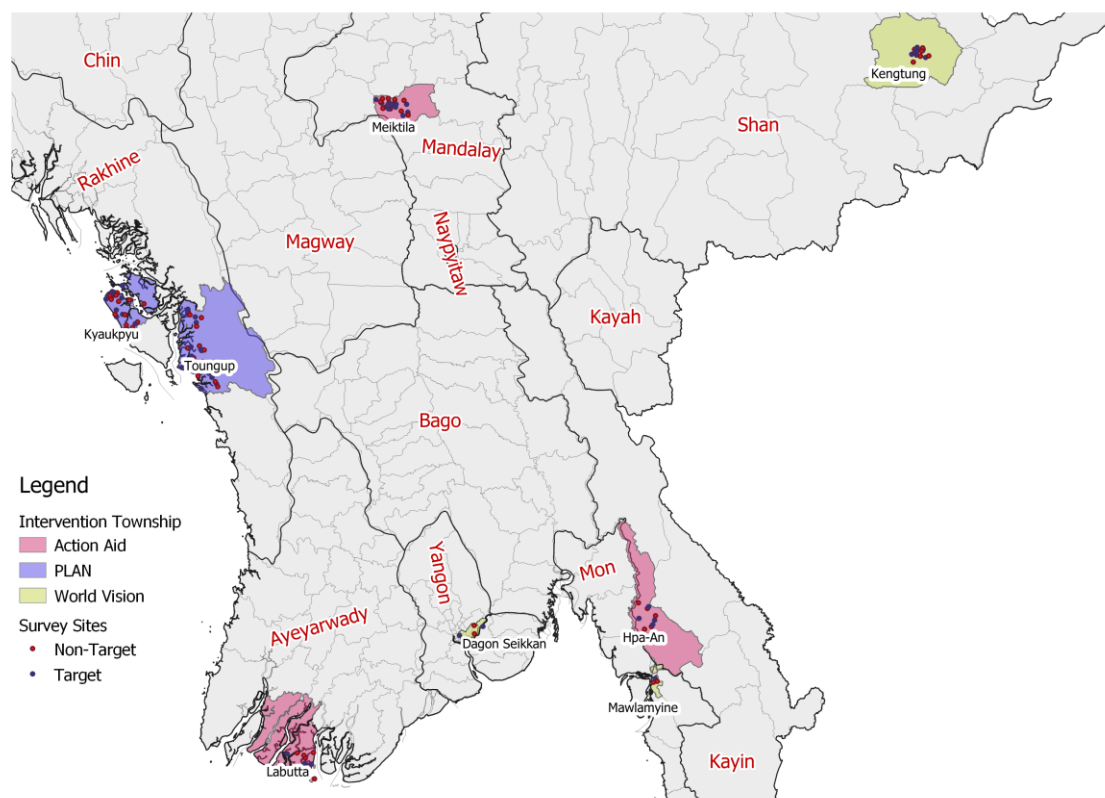 Chin
Kengtung
Meiktila
Shan
Mandalay
Rakhine
Naypyitaw
Magway
Kayah
Kyaukpyu
Toungup
Bago
Legend
Intervention Township
Action Aid
PLAN
World Vision
Survey Sites
Non-Target
Target
Yangon
Mon
Ayeyarwady
Hpa-An
Dagon Seikkan
Mawlamyine
Kayin
Labutta